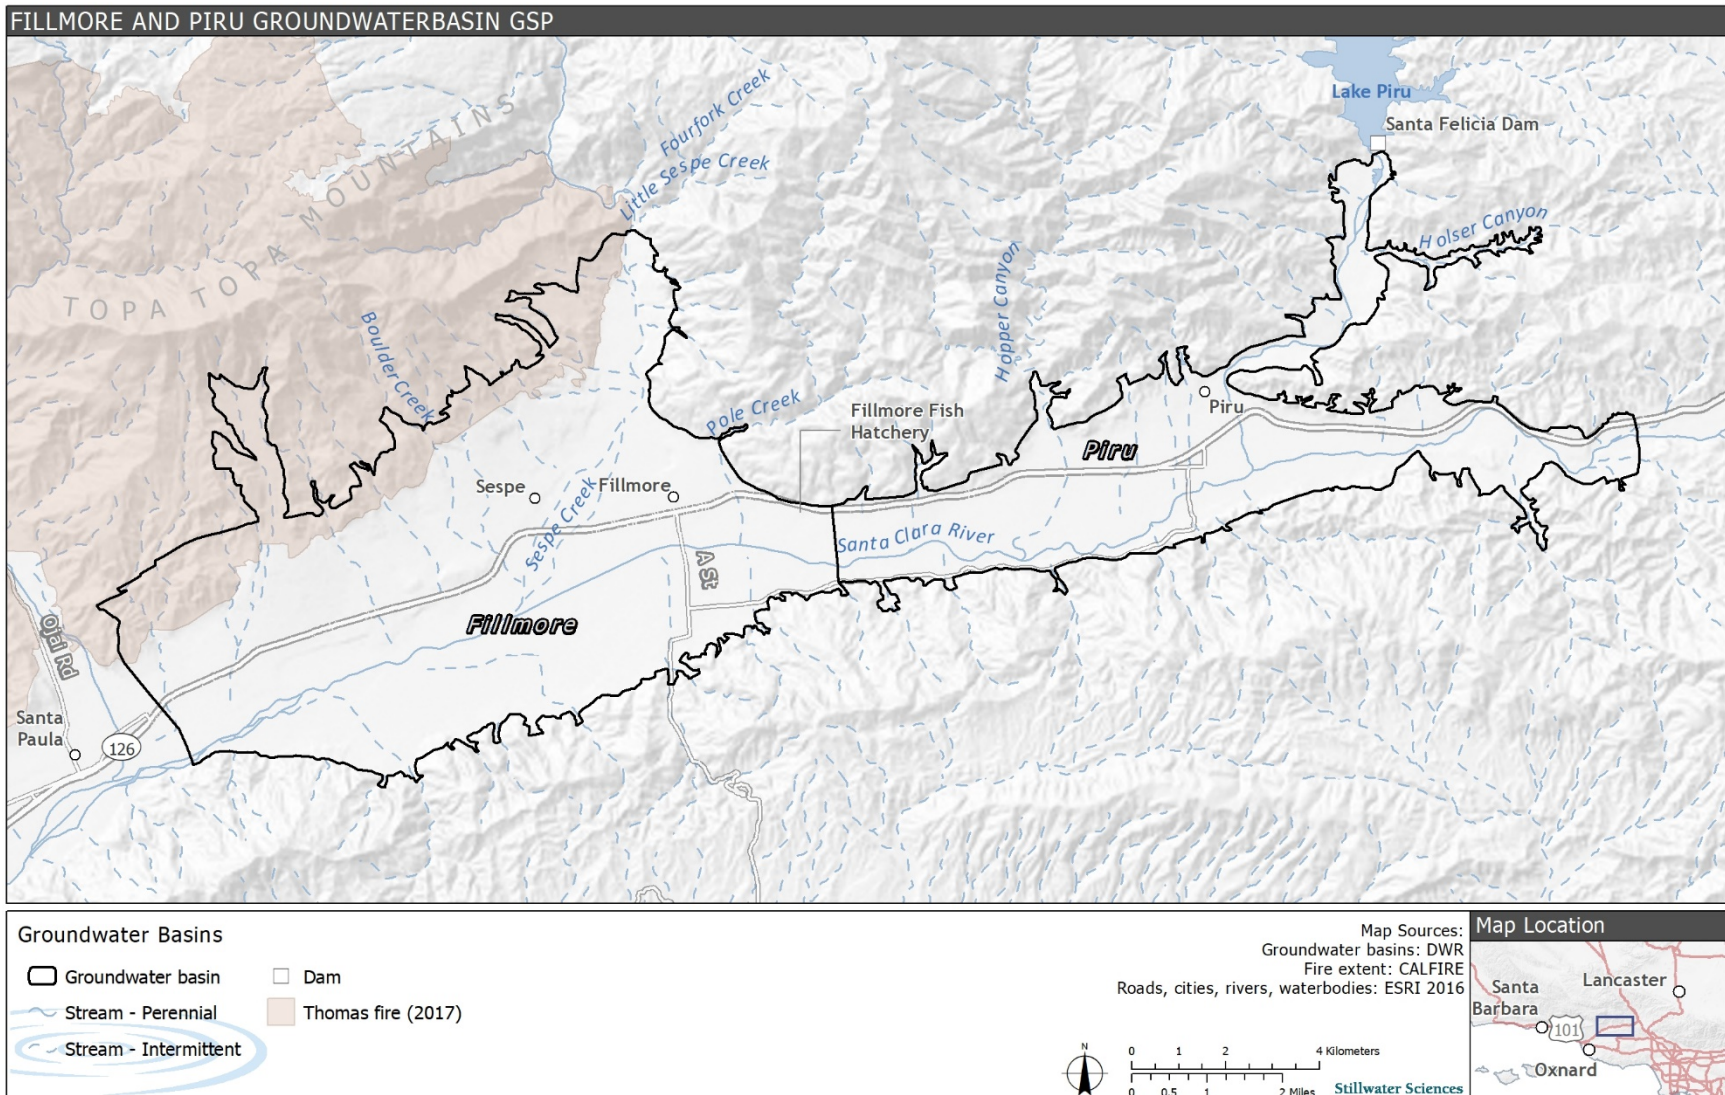 FILLMORE AND PIRU GROUNDWATERBASIN GSP
Lake Piru
Santa Felicia Dam
Fourfork Creek
Little Sespe Creek
TOPA TOPA MOUNTAINS
Holser Canyon
Hopper Canyon
Boulder Creek
Pole Creek
Fillmore Fish
Hatchery
Piru
Piru
Sespe
Fillmore
Sespe Creek
Santa Clara River
A St
Fillmore
Ojai Rd
Santa
Paula
126
Groundwater Basins
Groundwater basin
Dam
Stream - Perennial
Thomas fire (2017)
Stream - Intermittent
Map Sources:
Groundwater basins: DWR
Fire extent: CALFIRE
Roads, cities, rivers, waterbodies: ESRI 2016
N
0 1 2 4 Kilometers
0 0.5 1 2 Miles
Stillwater Sciences
Map Location
Santa
Barbara
Lancaster
101
Oxnard